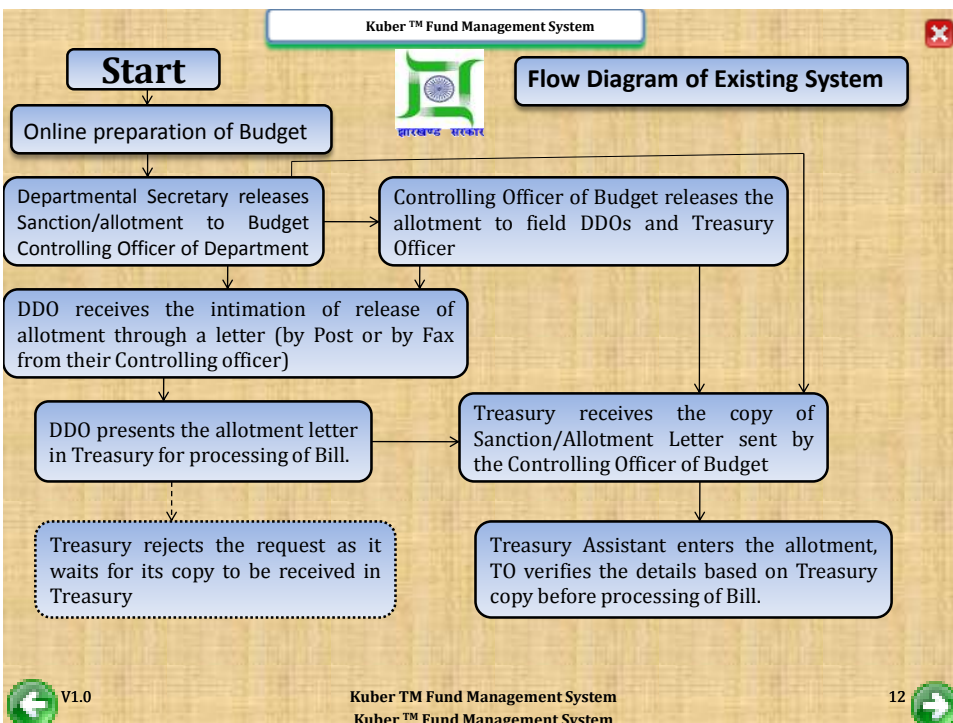 Kuber ™ Fund Management System
Start
झारखण्ड सरकार
Flow Diagram of Existing System
Online preparation of Budget
Departmental Secretary releases
Sanction/allotment to Budget
Controlling Officer of Department
Controlling Officer of Budget releases the
allotment to field DDOs and Treasury
Officer
DDO receives the intimation of release of
allotment through a letter (by Post or by Fax
from their Controlling officer)
DDO presents the allotment letter
in Treasury for processing of Bill.
Treasury receives the copy of
Sanction/Allotment Letter sent by
the Controlling Officer of Budget
Treasury rejects the request as it
waits for its copy to be received in
Treasury
Treasury Assistant enters the allotment,
TO verifies the details based on Treasury
copy before processing of Bill.
V1.0
Kuber TM Fund Management System
12
Kuber ™ Fund Management System